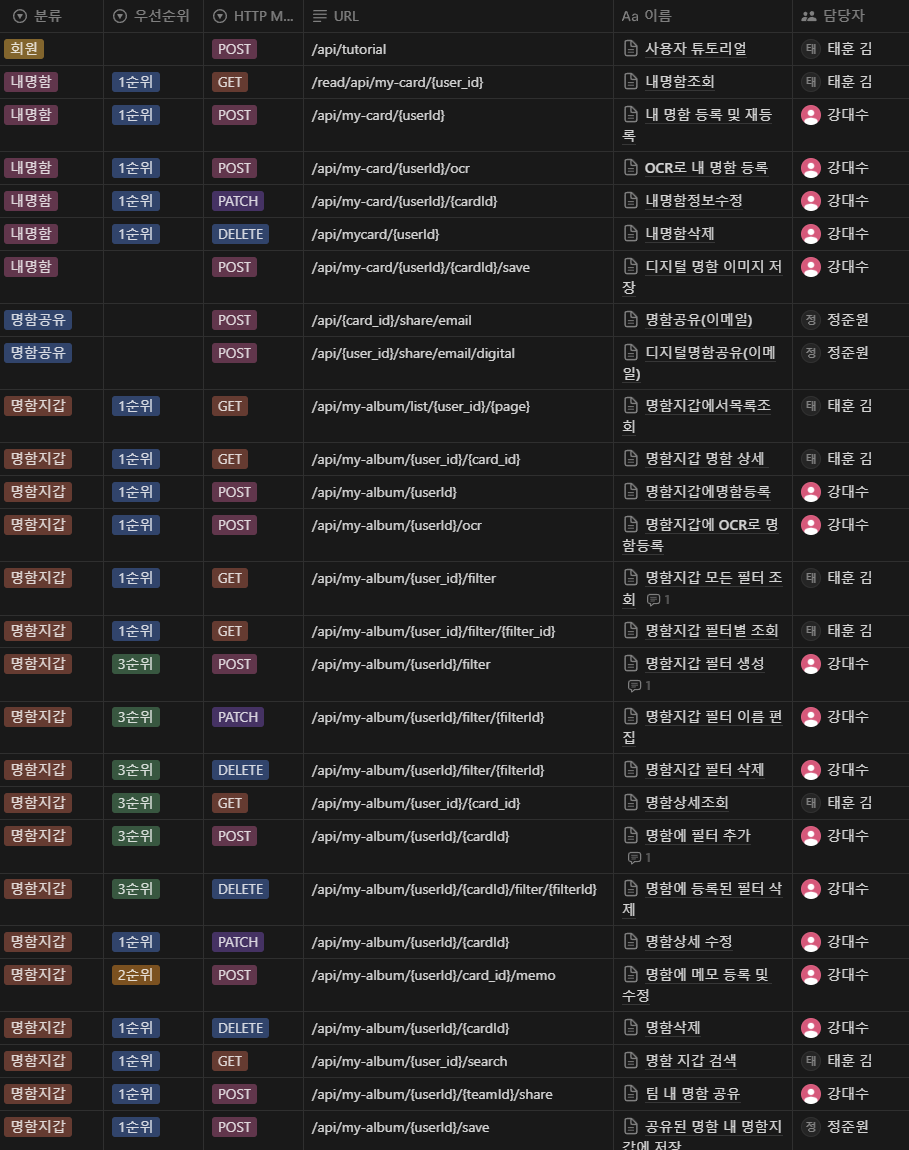 분류 우선순위 HTTP M... URL Aa 이름 담당자
회원 POST /api/tutorial 사용자 튜토리얼 태 태훈 김
내명함 1순위 GET /read/api/my-card/{user_id} 내명함조회 태 태훈 김
내명함 1순위 POST /api/my-card/{userId} 내 명함 등록 및 재등 강대수
록
내명함 1순위 POST /api/my-card/{userId}/ocr OCR로 내 명함 등록 강대수
내명함 1순위 PATCH /api/my-card/{userId}/{cardId} 내명함정보수정 강대수
내명함 1순위 DELETE /api/mycard/{userId} 내명함삭제 강대수
내명함 POST /api/my-card/{userId}/{cardId}/save 디지털 명함 이미지 저 강대수
장
명함공유 POST /api/{card_id}/share/email 명함공유(이메일) 정 정준원
명함공유 POST /api/{user_id}/share/email/digital 디지털명함공유(이메 정 정준원
일)
명함지갑 1순위 GET /api/my-album/list/{user_id}/{page} 명함지갑에서목록조 태 태훈 김
회
명함지갑 1순위 GET /api/my-album/{user_id}/{card_id} 명함지갑 명함 상세 태 태훈 김
명함지갑 1순위 POST /api/my-album/{userId} 명함지갑에명함등록 강대수
명함지갑 1순위 POST /api/my-album/{userId}/ocr 명함지갑에 OCR로 명 강대수
함등록
명함지갑 1순위 GET /api/my-album/{user_id}/filter 명함지갑 모든 필터 조 태 태훈 김
회 1
명함지갑 1순위 GET /api/my-album/{user_id}/filter/{filter_id} 명함지갑 필터별 조회 태 태훈 김
명함지갑 3순위 POST /api/my-album/{userId}/filter 명함지갑 필터 생성 강대수
1
명함지갑 3순위 PATCH /api/my-album/{userId}/filter/{filterId} 명함지갑 필터 이름 편 강대수
집
명함지갑 3순위 DELETE /api/my-album/{userId}/filter/{filterId} 명함지갑 필터 삭제 강대수
명함지갑 3순위 GET /api/my-album/{user_id}/{card_id} 명함상세조회 태 태훈 김
명함지갑 3순위 POST /api/my-album/{userId}/{cardId} 명함에 필터 추가 강대수
1
명함지갑 3순위 DELETE /api/my-album/{userId}/{cardId}/filter/{filterId} 명함에 등록된 필터 삭 강대수
제
명함지갑 1순위 PATCH /api/my-album/{userId}/{cardId} 명함상세 수정 강대수
명함지갑 2순위 POST /api/my-album/{userId}/card_id}/memo 명함에 메모 등록 및 강대수
수정
명함지갑 1순위 DELETE /api/my-album/{userId}/{cardId} 명함삭제 강대수
명함지갑 1순위 GET /api/my-album/{user_id}/search 명함 지갑 검색 태 태훈 김
명함지갑 1순위 POST /api/my-album/{userId}/{teamId}/share 팀 내 명함 공유 강대수
명함지갑 1순위 POST /api/my-album/{userId}/save 공유된 명함 내 명함지 정 정준원
갑에 저장